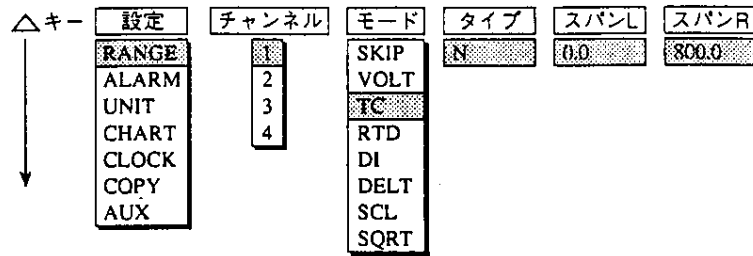 △キー 設定 チャンネル モード タイプ スパンL スパンR
RANGE 1 SKIP N 0.0 800.0
ALARM 2 VOLT
UNIT 3 TC
CHART 4 RTD
CLOCK DI
COPY DELT
AUX SCL
SQRT